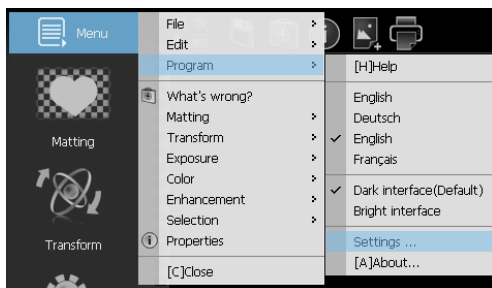 Menu
Matting
Transform
File
Edit
Program
What's wrong?
Matting
Transform
Exposure
Color
Enhancement
Selection
Properties
[C]Close
[H]Help
English
Deutsch
English
Français
Dark interface(Default)
Bright interface
Settings ...
[A]About...